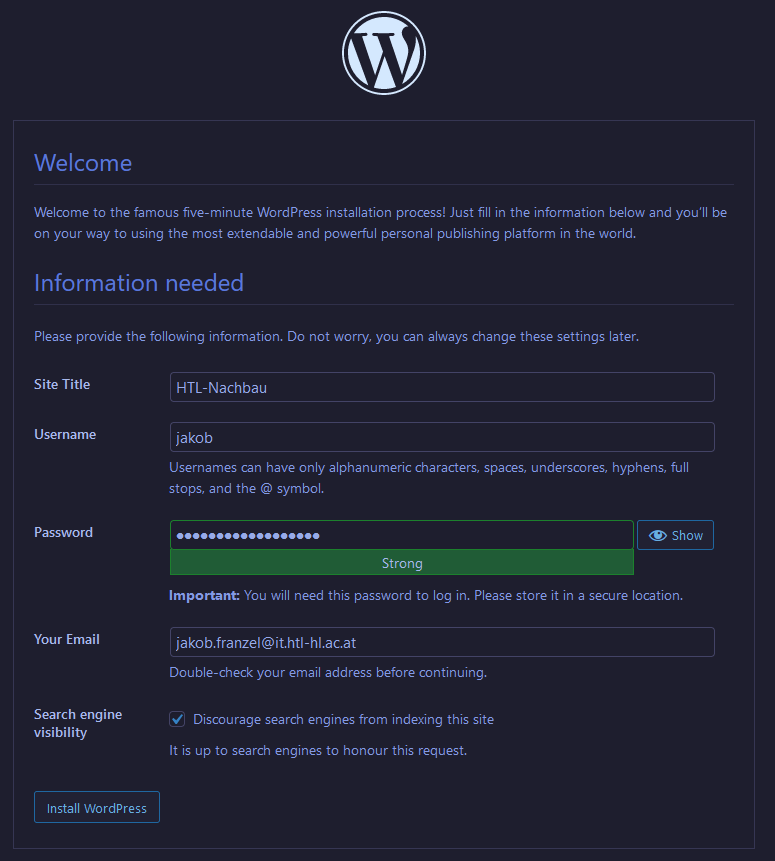 Welcome
Welcome to the famous five-minute WordPress installation process! Just fill in the information below and you’ll be
on your way to using the most extendable and powerful personal publishing platform in the world.
Information needed
Please provide the following information. Do not worry, you can always change these settings later.
Site Title
HTL-Nachbau
Username
jakob
Usernames can have only alphanumeric characters, spaces, underscores, hyphens, full
stops, and the @ symbol.
Password
••••••••••••••••••
Show
Strong
Important: You will need this password to log in. Please store it in a secure location.
Your Email
jakob.franzel@it.htl-hl.ac.at
Double-check your email address before continuing.
Search engine
visibility
Discourage search engines from indexing this site
It is up to search engines to honour this request.
Install WordPress